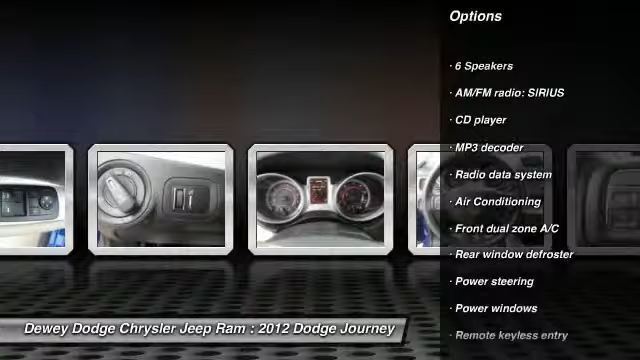 Options
· 6 Speakers
· AM/FM radio: SIRIUS
· CD player
· MP3 decoder
· Radio data system
· Air Conditioning
· Front dual zone A/C
· Rear window defroster
· Power steering
· Power windows
· Remote keyless entry
Dewey Dodge Chrysler Jeep Ram : 2012 Dodge Journey